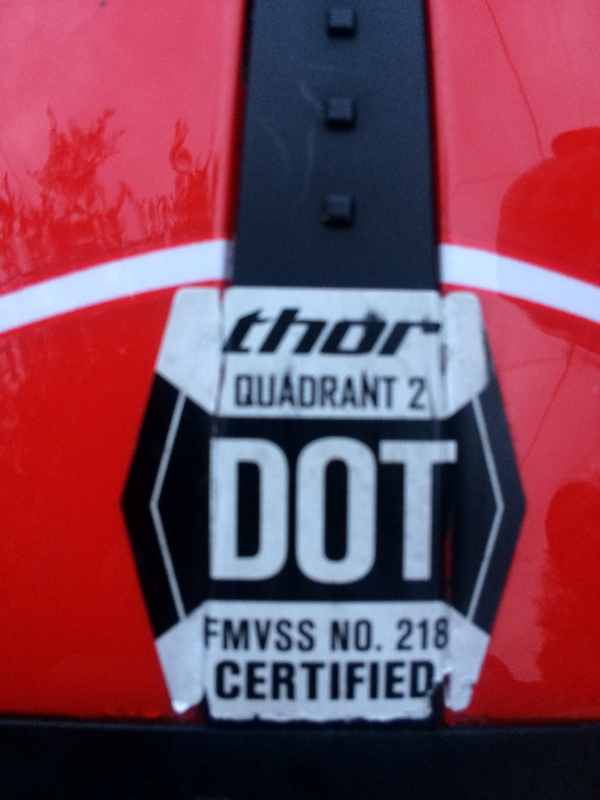 thor
QUADRANT 2
DOT
FMVSS NO. 218
CERTIFIED